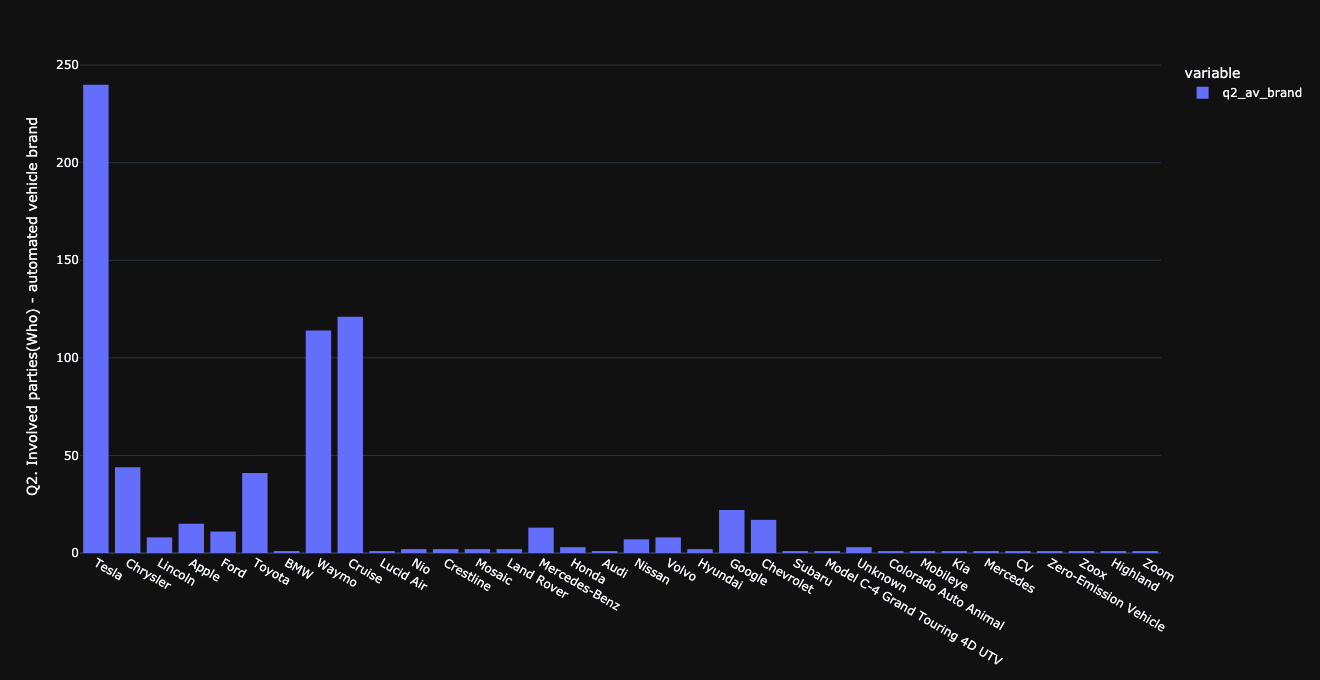 Q2. Involved parties(Who) - automated vehicle brand
250
200
150
100
50
0
Tesla
Chrysler
Lincoln
Apple
Ford
Toyota
BMW
Waymo
Cruise
Lucid Air
Nio
Crestline
Mosaic
Land Rover
Mercedes-Benz
Honda
Audi
Nissan
Volvo
Hyundai
Google
Chevrolet
Subaru
Model C-4 Grand Touring 4D UTV
Unknown
Colorado Auto Animal
Mobileye
Kia
Mercedes
CV
Zero-Emission Vehicle
Zoox
Highland
Zoom
variable
q2_av_brand